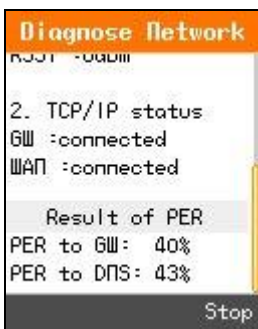 Diagnose Network
2. TCP/IP status
GW :connected
WAN :connected
Result of PER
PER to GW: 40%
PER to DNS: 43%
Stop